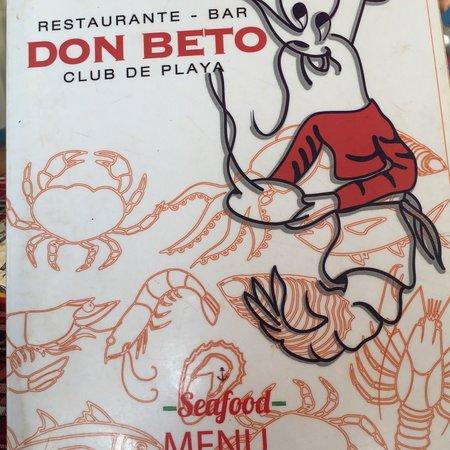 RESTAURANTE - BAR
DON BETO
CLUB DE PLAYA
-Seafood-
MENU